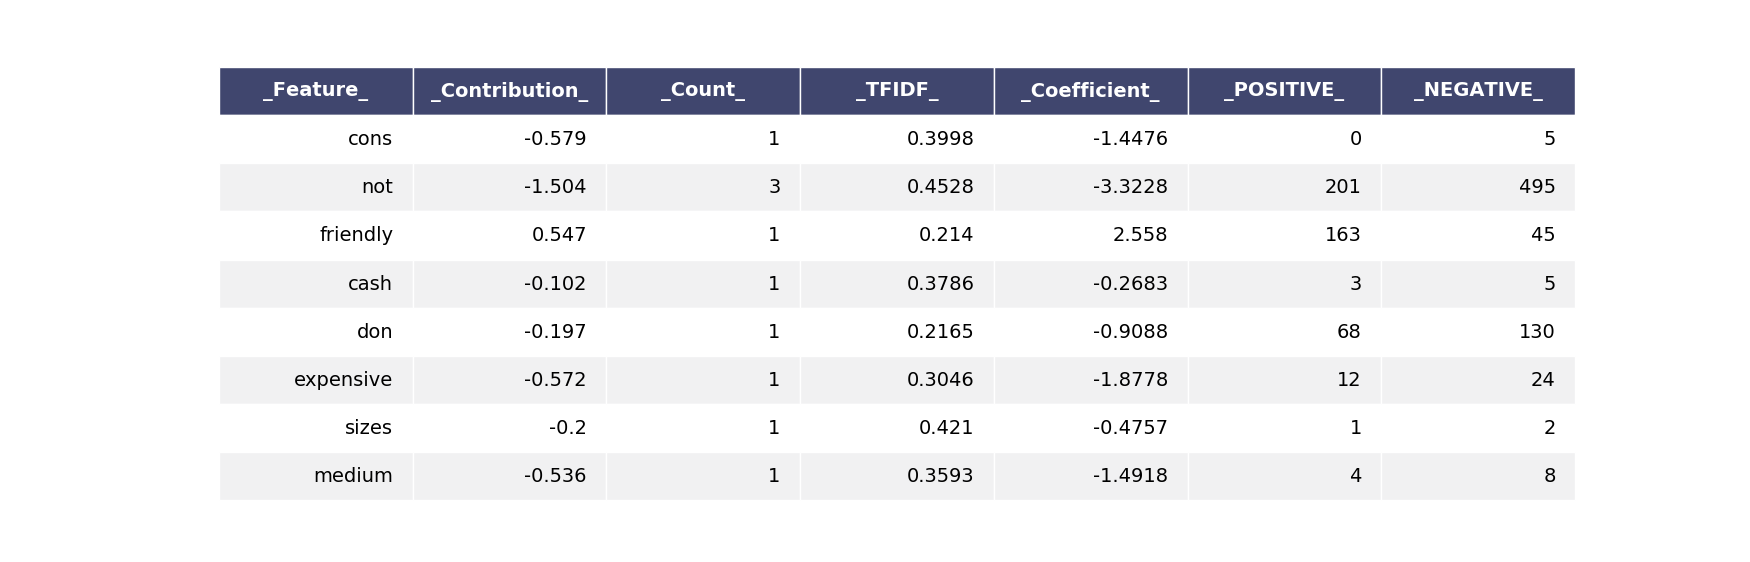 _Feature_ _Contribution_ _Count_ _TFIDF_ _Coefficient_ _POSITIVE_ _NEGATIVE_
cons -0.579 1 0.3998 -1.4476 0 5
not -1.504 3 0.4528 -3.3228 201 495
friendly 0.547 1 0.214 2.558 163 45
cash -0.102 1 0.3786 -0.2683 3 5
don -0.197 1 0.2165 -0.9088 68 130
expensive -0.572 1 0.3046 -1.8778 12 24
sizes -0.2 1 0.421 -0.4757 1 2
medium -0.536 1 0.3593 -1.4918 4 8